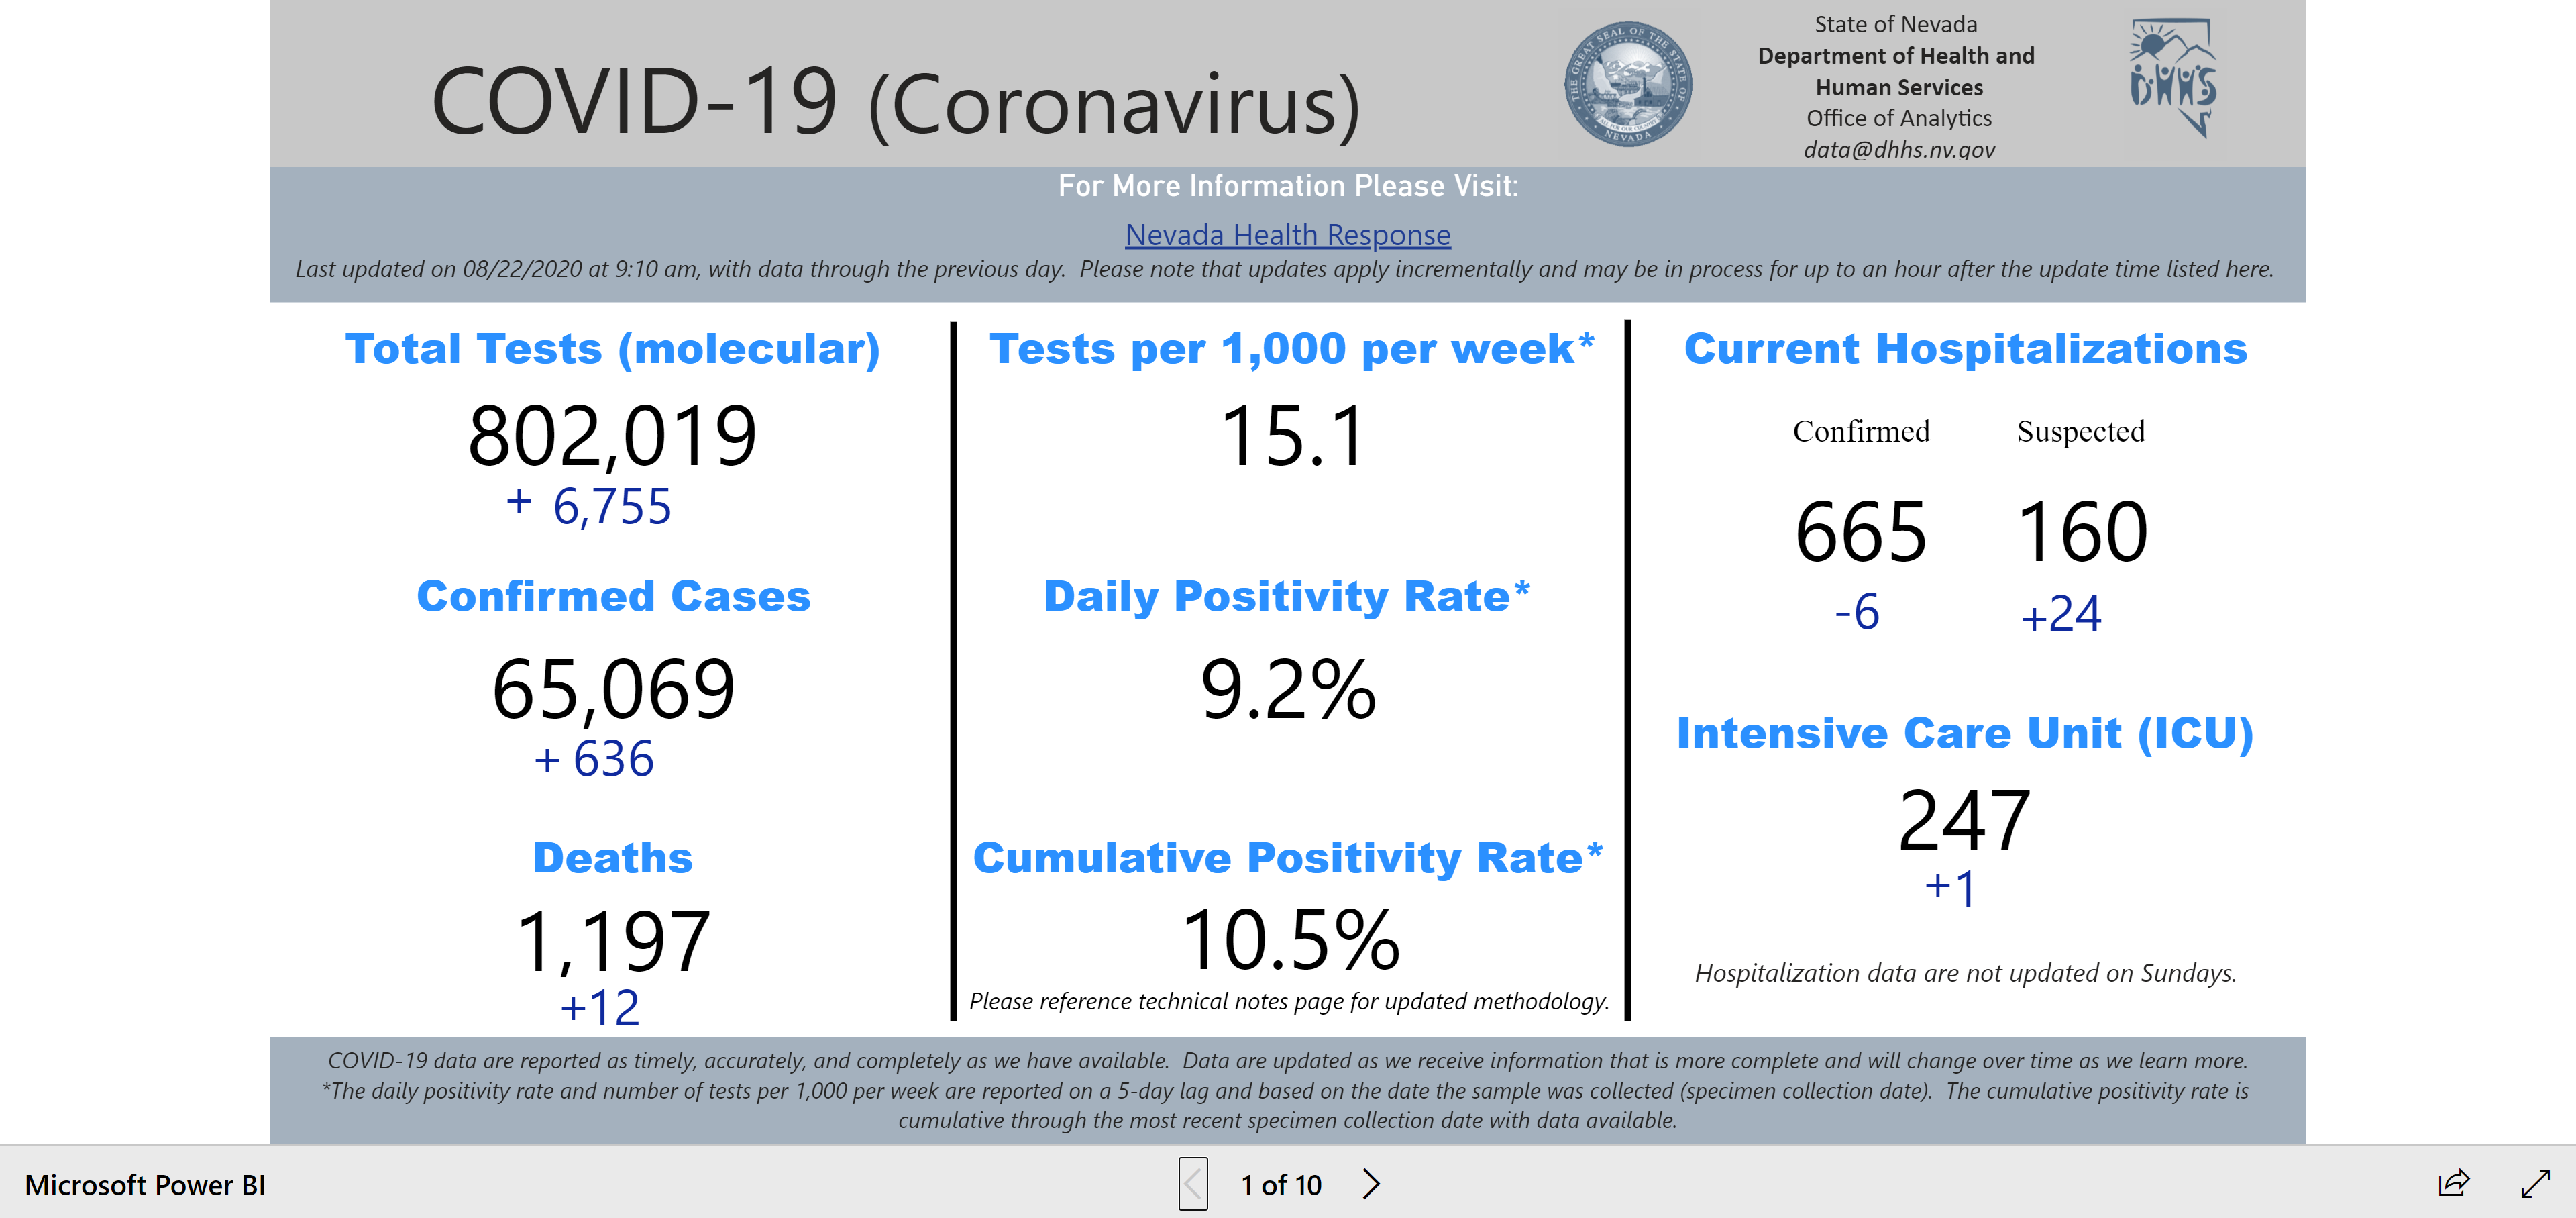 COVID-19 (Coronavirus)
THE GREAT SEAL OF THE STATE OF
ALL FOR OUR COUNTRY
NEVADA
State of Nevada
Department of Health and
Human Services
Office of Analytics
data@dhhs.nv.gov
DHHS
For More Information Please Visit:
Nevada Health Response
Last updated on 08/22/2020 at 9:10 am, with data through the previous day.  Please note that updates apply incrementally and may be in process for up to an hour after the update time listed here.
Total Tests (molecular)
802,019
+ 6,755
Confirmed Cases
65,069
+ 636
Deaths
1,197
+12
Tests per 1,000 per week*
15.1
Daily Positivity Rate*
9.2%
Cumulative Positivity Rate*
10.5%
Please reference technical notes page for updated methodology.
Current Hospitalizations
Confirmed Suspected
665 160
-6 +24
Intensive Care Unit (ICU)
247
+1
Hospitalization data are not updated on Sundays.
COVID-19 data are reported as timely, accurately, and completely as we have available.  Data are updated as we receive information that is more complete and will change over time as we learn more.
*The daily positivity rate and number of tests per 1,000 per week are reported on a 5-day lag and based on the date the sample was collected (specimen collection date).  The cumulative positivity rate is
cumulative through the most recent specimen collection date with data available.
Microsoft Power BI
1 of 10